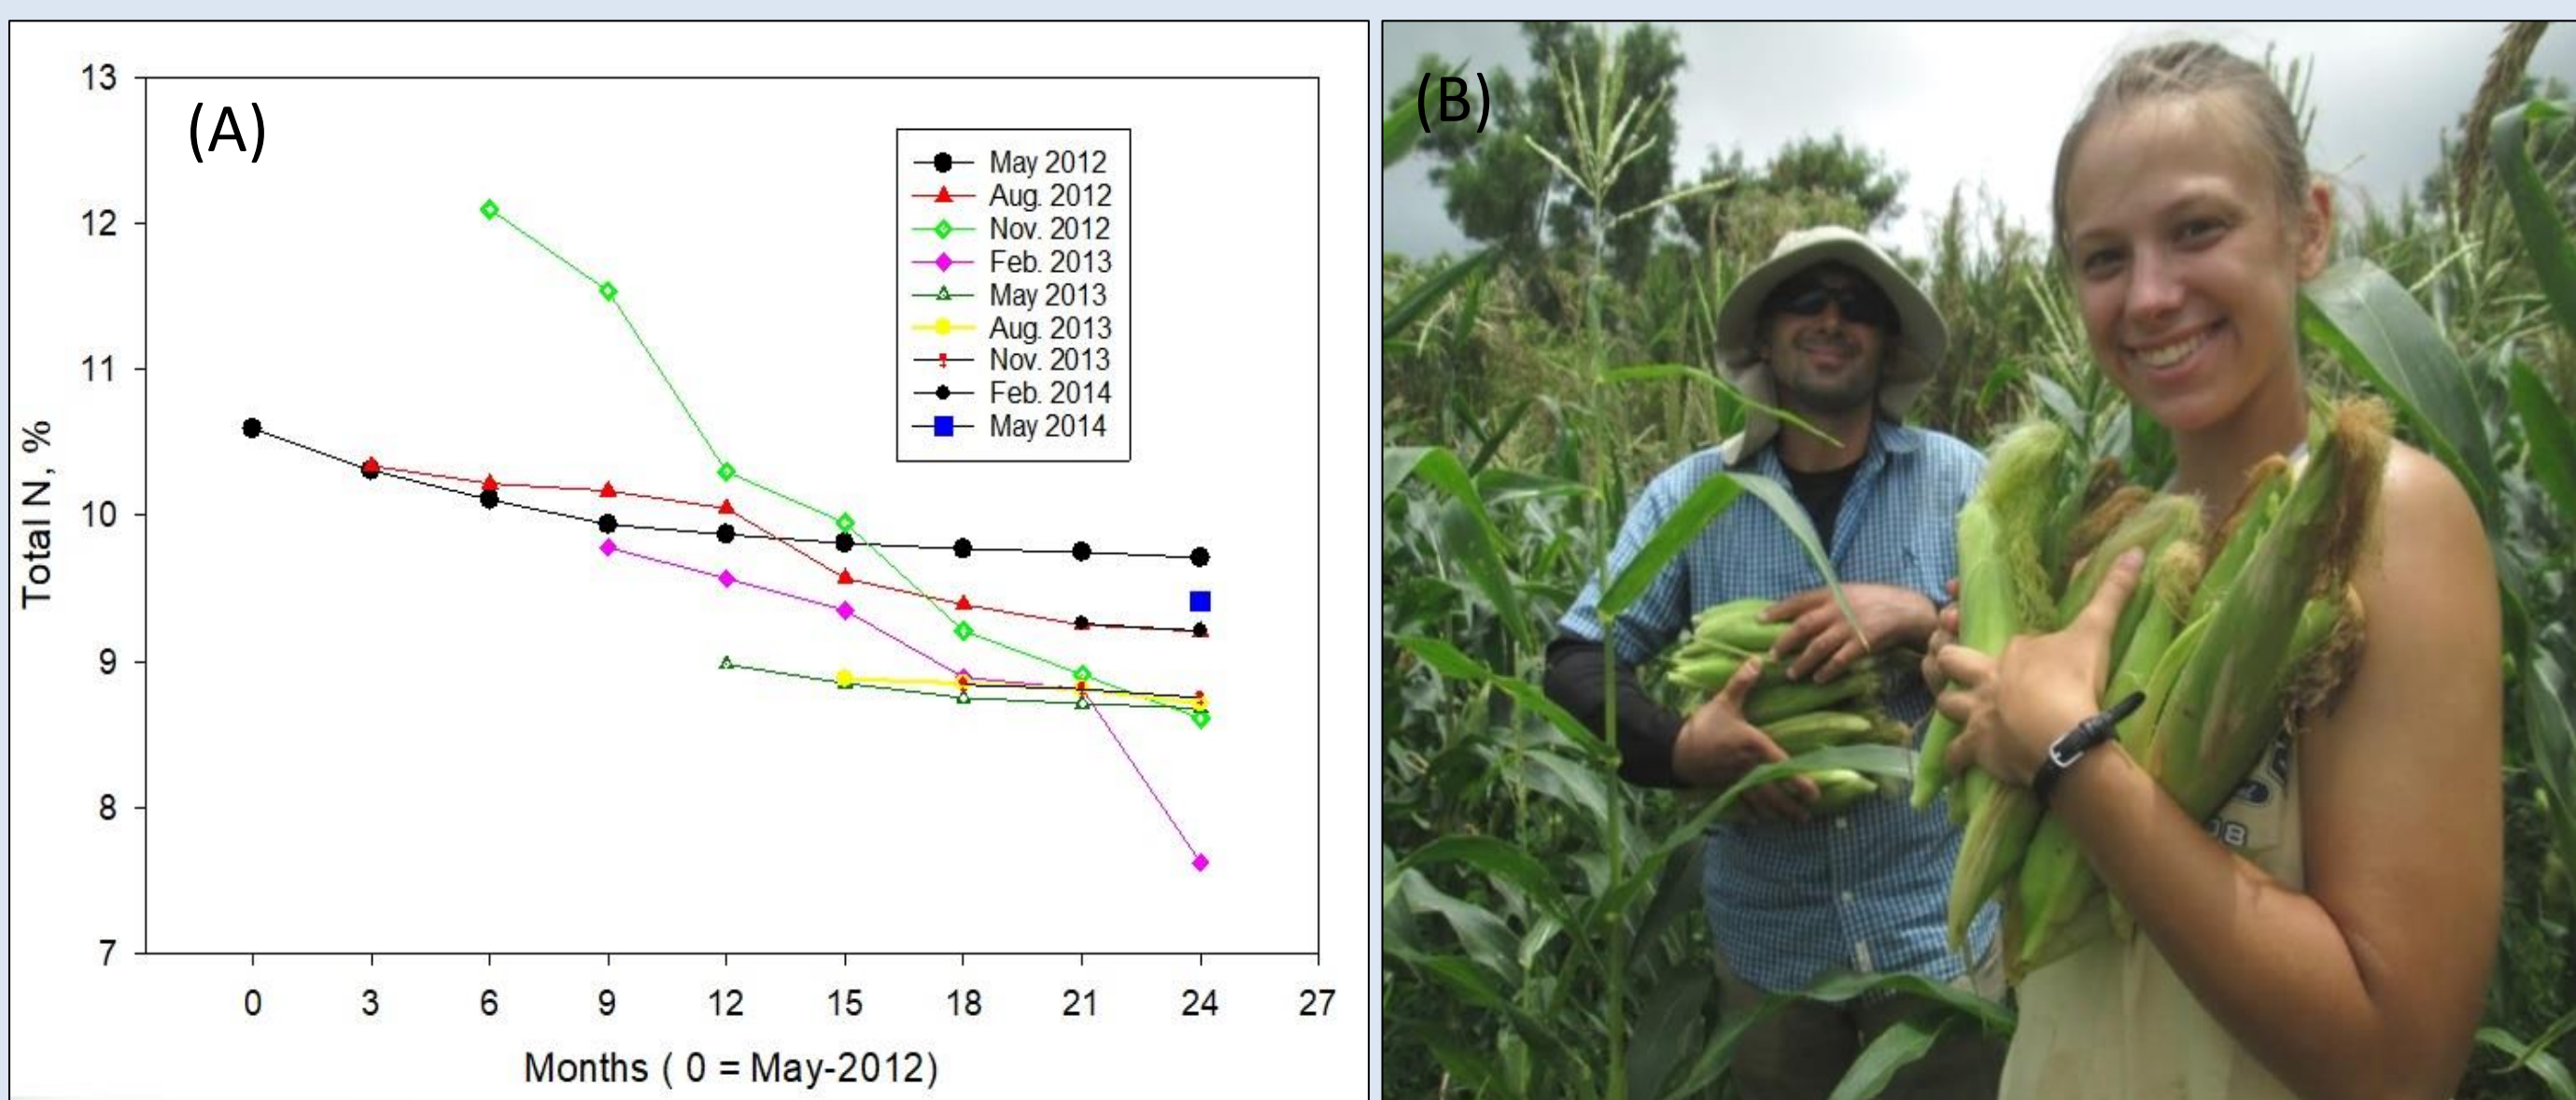 (A)
13
12
11
10
9
8
7
Total N, %
May 2012
Aug. 2012
Nov. 2012
Feb. 2013
May 2013
Aug. 2013
Nov. 2013
Feb. 2014
May 2014
0 3 6 9 12 15 18 21 24 27
Months ( 0 = May-2012)
(B)
08